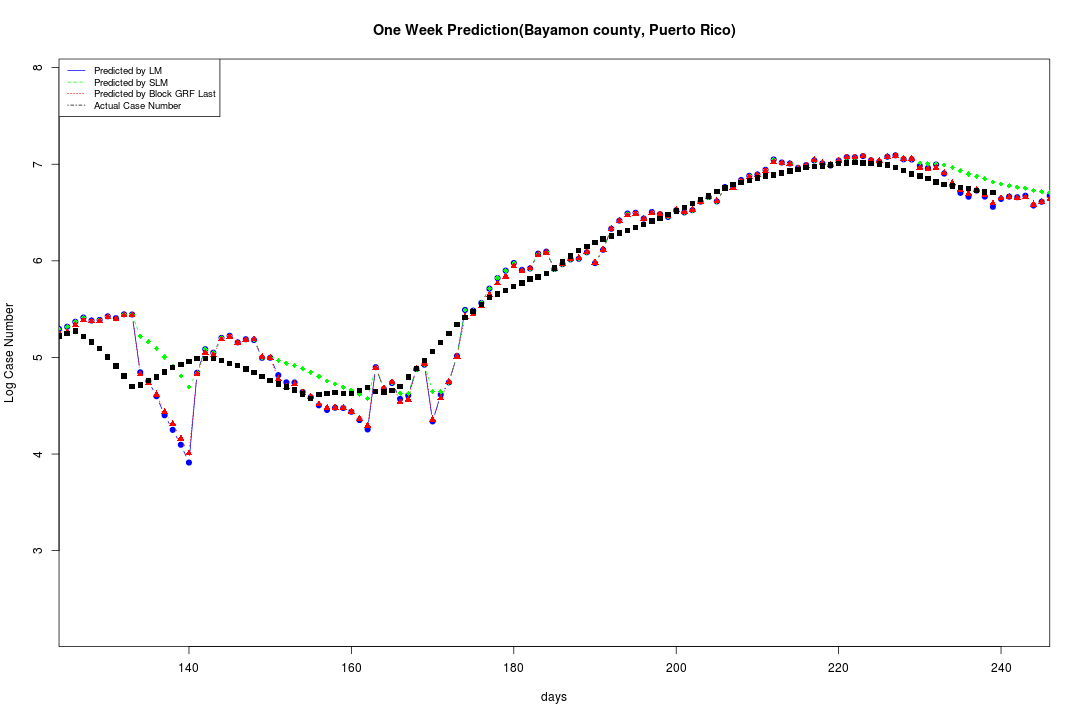 One Week Prediction(Bayamon county, Puerto Rico)
Predicted by LM
Predicted by SLM
Predicted by Block GRF Last
Actual Case Number
8
7
6
5
4
3
Log Case Number
140 160 180 200 220 240
days